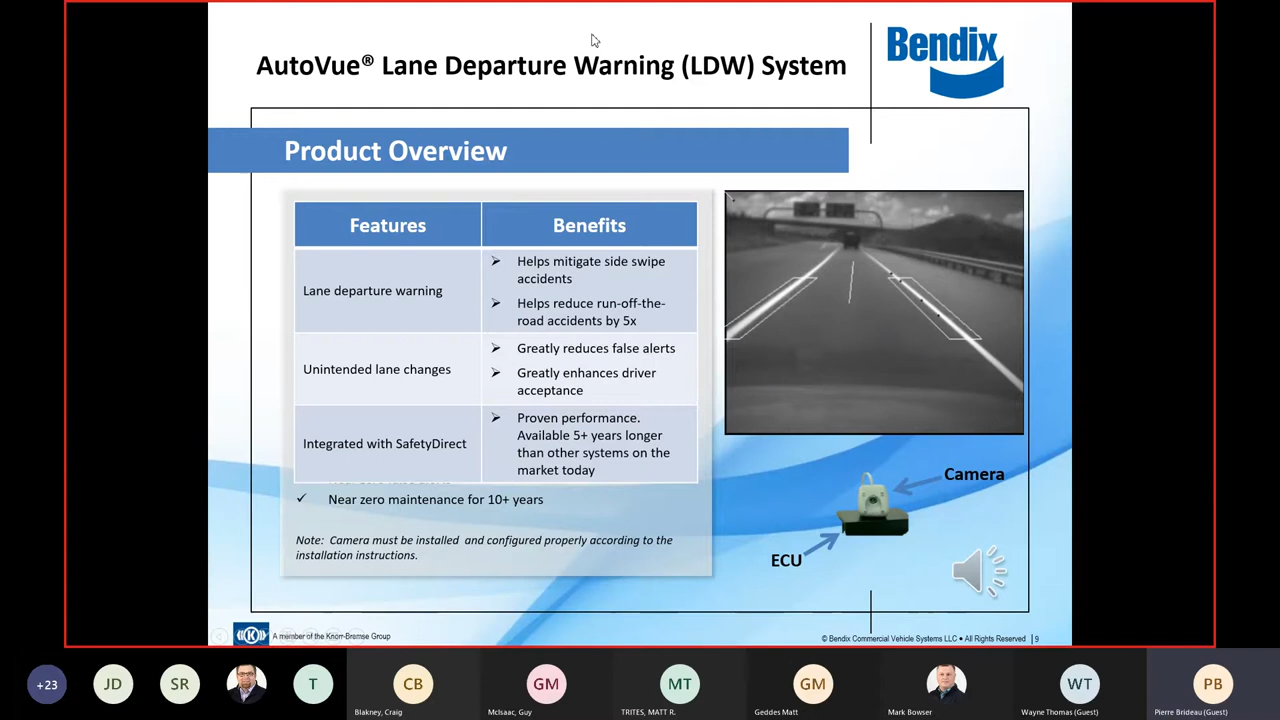 AutoVue® Lane Departure Warning (LDW) System
Bendix
Product Overview
Features
Benefits
Lane departure warning
➢ Helps mitigate side swipe
accidents
➢ Helps reduce run-off-the-
road accidents by 5x
Unintended lane changes
➢ Greatly reduces false alerts
➢ Greatly enhances driver
acceptance
Integrated with SafetyDirect
➢ Proven performance.
Available 5+ years longer
than other systems on the
market today
✓ Near zero maintenance for 10+ years
Note: Camera must be installed and configured properly according to the
installation instructions.
Camera
ECU
A member of the Knorr-Bremse Group
© Bendix Commercial Vehicle Systems LLC • All Rights Reserved | 9
+23
JD
SR
T
CB
Blakney, Craig
GM
McIsaac, Guy
MT
TRITES, MATT R.
GM
Geddes Matt
Mark Bowser
WT
Wayne Thomas (Guest)
PB
Pierre Brideau (Guest)